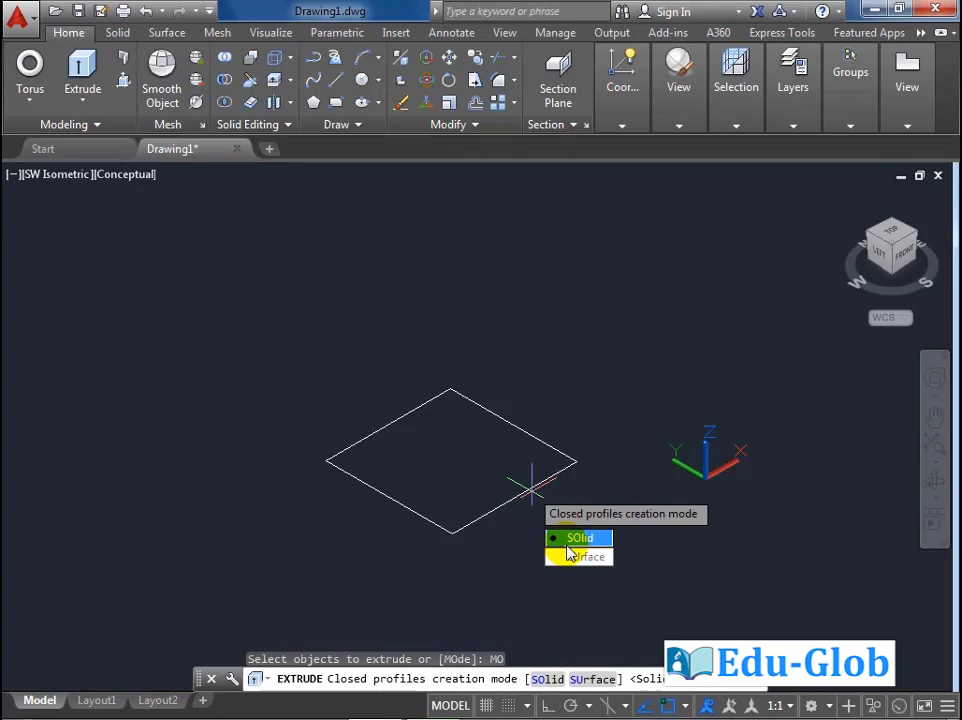 Drawing1.dwg
Type a keyword or phrase
Sign In
Home Solid Surface Mesh Visualize Parametric Insert Annotate View Manage Output Add-ins A360 Express Tools Featured Apps
Torus
Extrude
Smooth
Object
Section
Plane
Coor...
View
Selection
Layers
Groups
View
Modeling Mesh Solid Editing Draw Modify Section
Start Drawing1*
[−][SW Isometric][Conceptual]
TOP
LEFT FRONT
W S
WCS
Z
Y X
Closed profiles creation mode
SOlid
Select objects to extrude or [MOde]: MO
EXTRUDE Closed profiles creation mode [SOlid SUrface] <Solid
Edu-Glob
Model Layout1 Layout2
MODEL
1:1